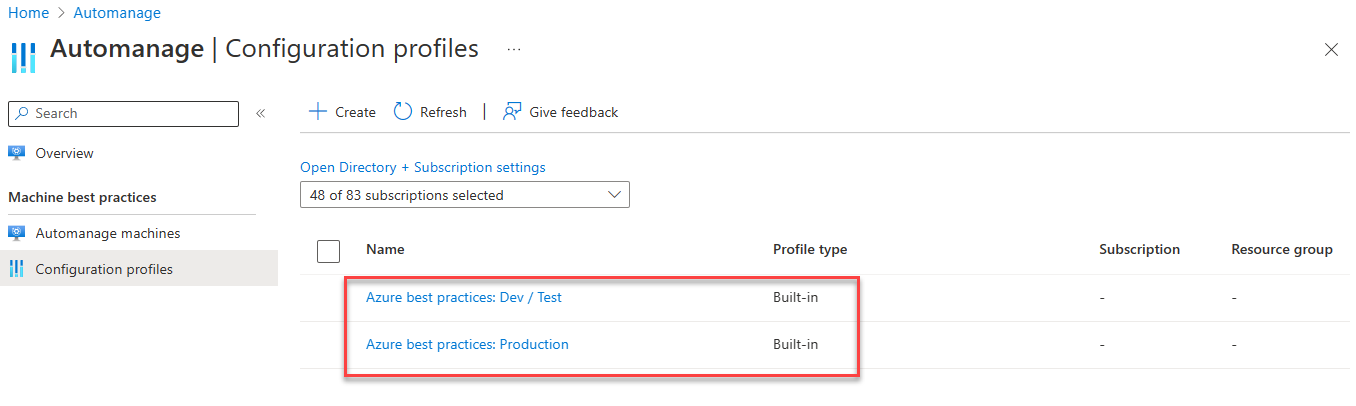 Home > Automanage
Automanage | Configuration profiles ...
Search «
Create Refresh | Give feedback
Overview
Machine best practices
Automanage machines
Configuration profiles
Open Directory + Subscription settings
48 of 83 subscriptions selected
Name Profile type Subscription Resource group
Azure best practices: Dev / Test Built-in - -
Azure best practices: Production Built-in - -